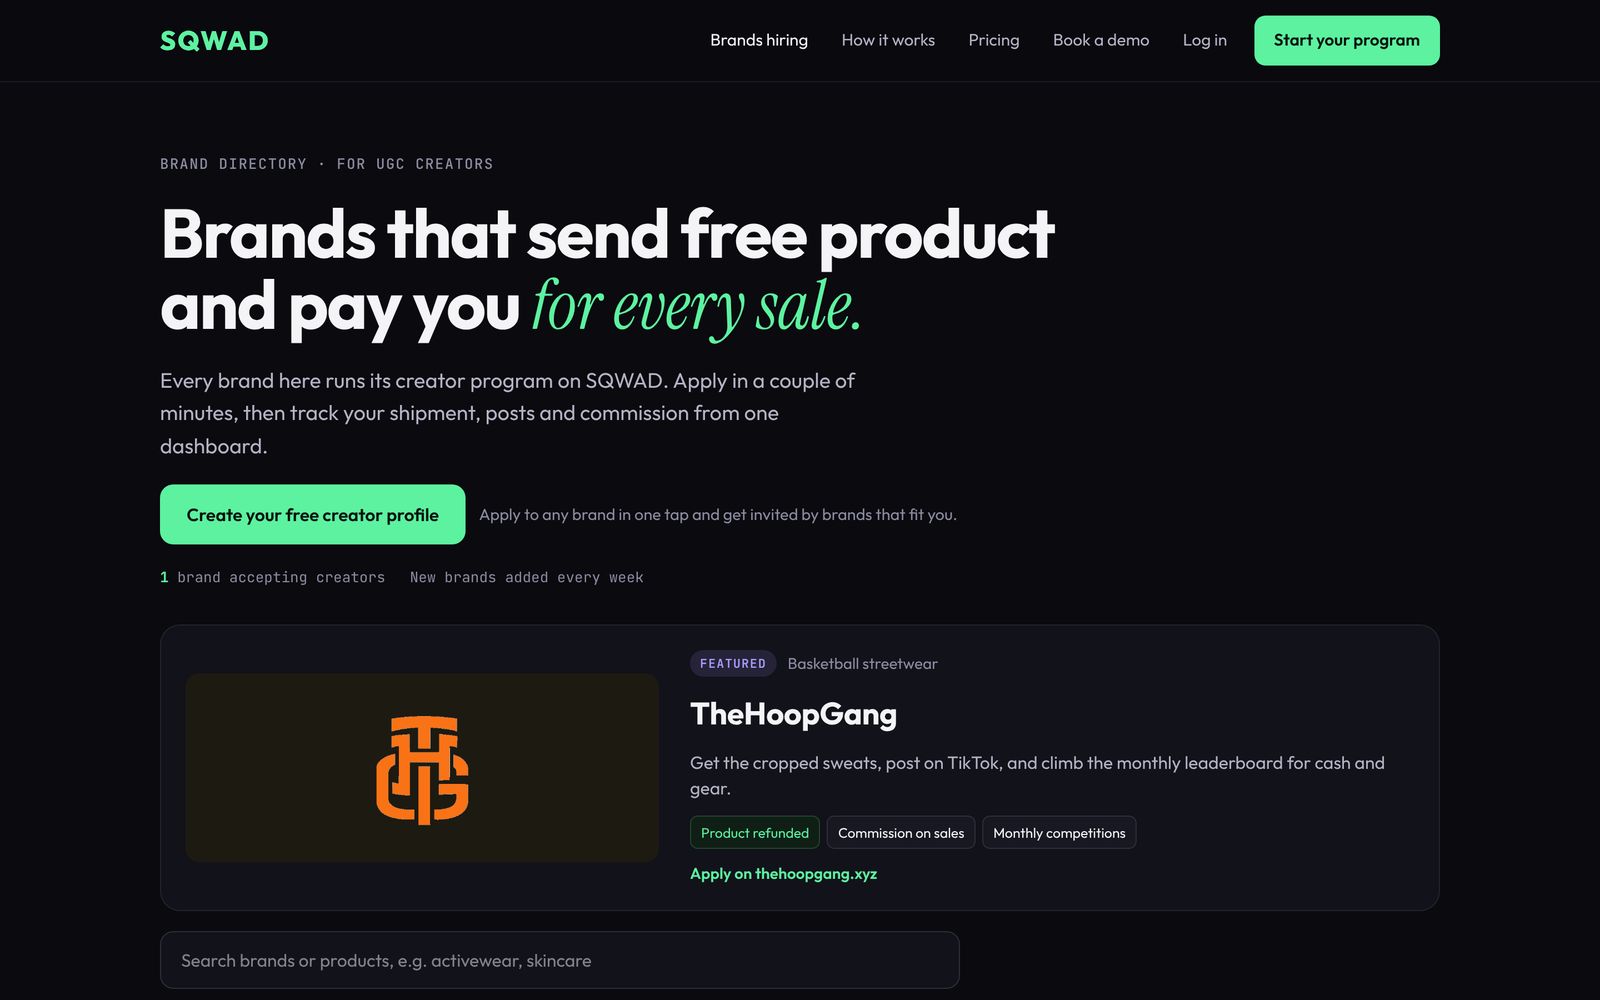 SQWAD
Brands hiring
How it works
Pricing
Book a demo
Log in
Start your program
BRAND DIRECTORY · FOR UGC CREATORS
Brands that send free product
and pay you for every sale.
Every brand here runs its creator program on SQWAD. Apply in a couple of
minutes, then track your shipment, posts and commission from one
dashboard.
Create your free creator profile
Apply to any brand in one tap and get invited by brands that fit you.
1 brand accepting creators
New brands added every week
THG
FEATURED
Basketball streetwear
TheHoopGang
Get the cropped sweats, post on TikTok, and climb the monthly leaderboard for cash and
gear.
Product refunded
Commission on sales
Monthly competitions
Apply on thehoopgang.xyz
Search brands or products, e.g. activewear, skincare